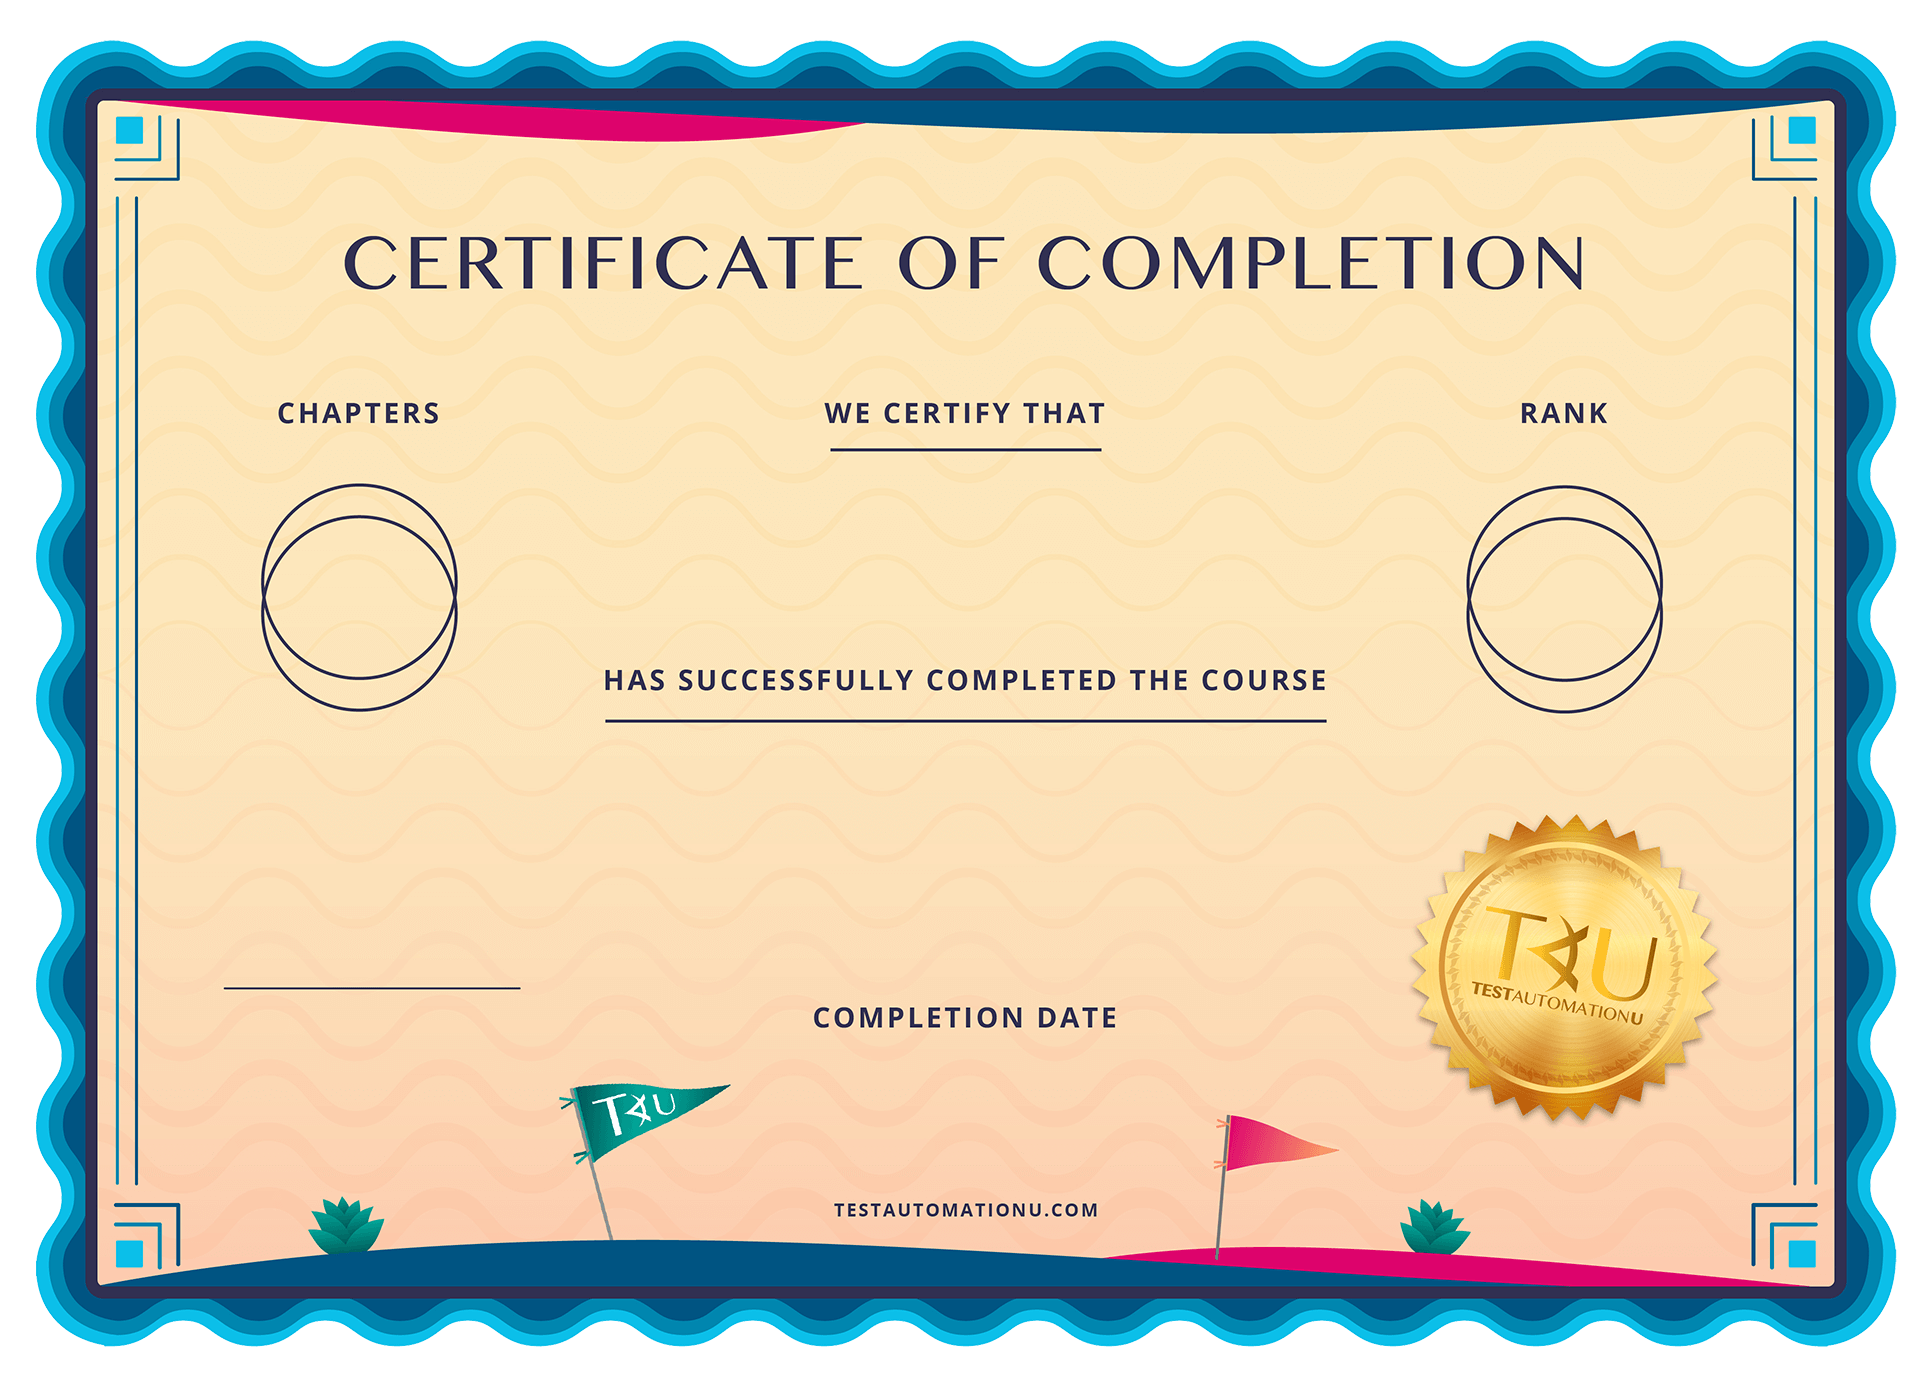 CERTIFICATE OF COMPLETION
CHAPTERS
WE CERTIFY THAT
RANK
HAS SUCCESSFULLY COMPLETED THE COURSE
TAU
TESTAUTOMATIONU
COMPLETION DATE
TAU
TESTAUTOMATIONU.COM